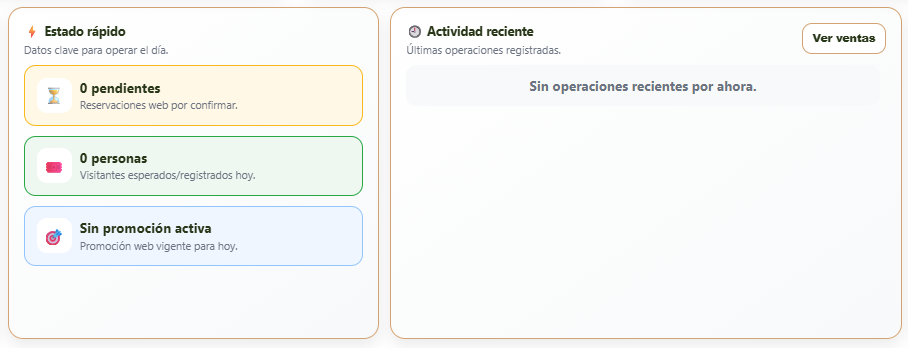 Estado rápido
Datos clave para operar el día.
0 pendientes
Reservaciones web por confirmar.
0 personas
Visitantes esperados/registrados hoy.
Sin promoción activa
Promoción web vigente para hoy.
Actividad reciente
Últimas operaciones registradas.
Ver ventas
Sin operaciones recientes por ahora.